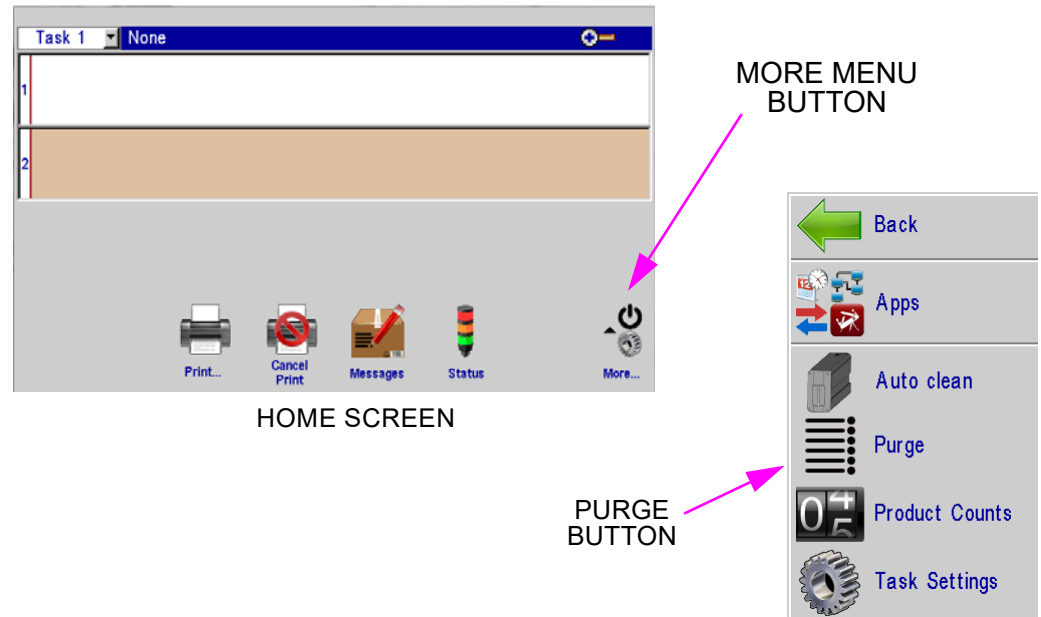 Task 1 None
1
2
Print...
Cancel
Print
Messages
Status
More...
HOME SCREEN
MORE MENU
BUTTON
Back
Apps
Auto clean
Purge
Product Counts
Task Settings
PURGE
BUTTON